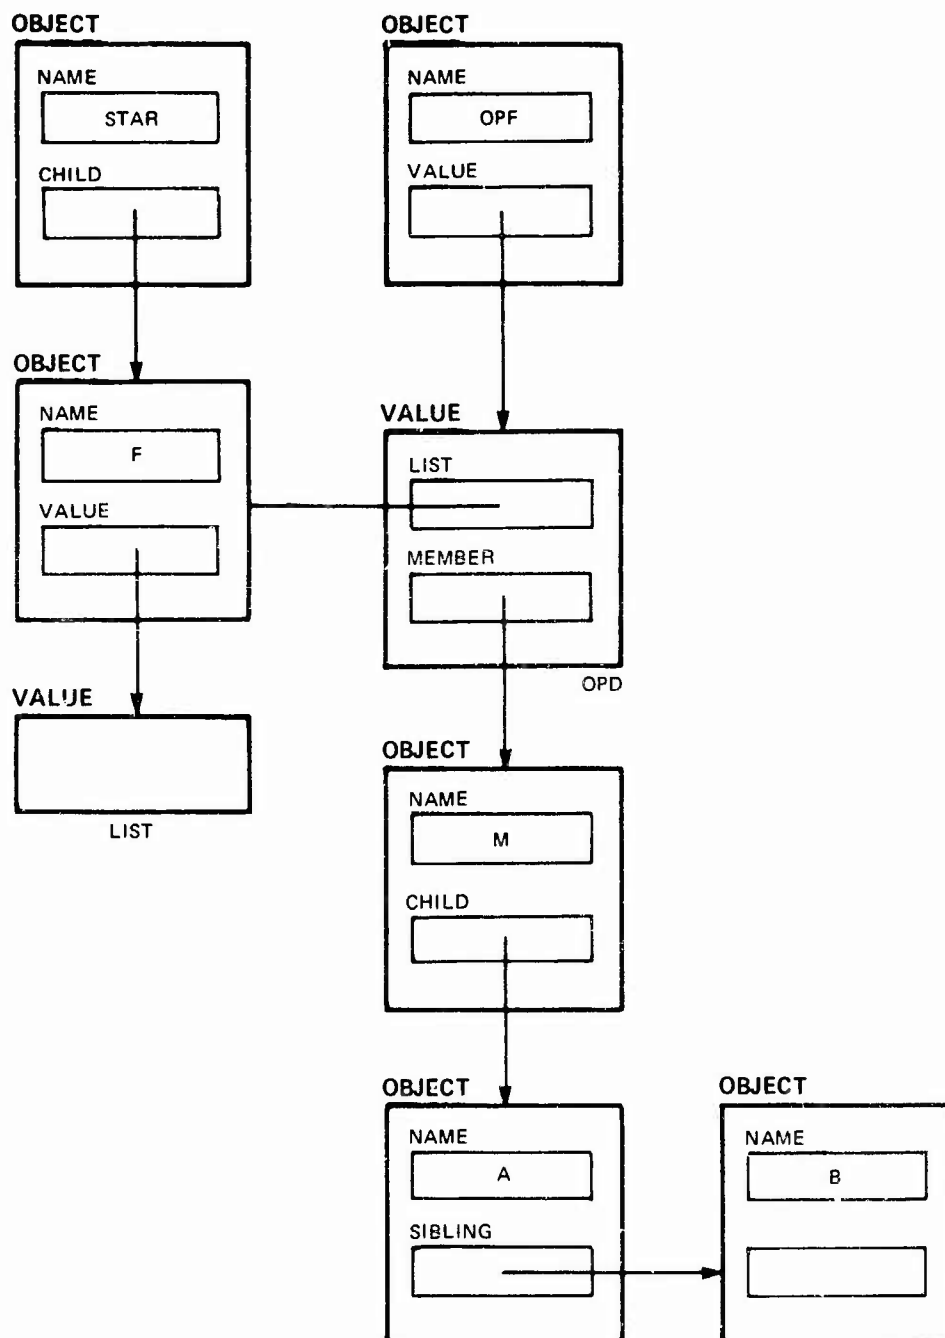 OBJECT
NAME
STAR
CHILD
OBJECT
NAME
F
VALUE
VALUE
LIST
OBJECT
NAME
OPF
VALUE
VALUE
LIST
MEMBER
OPD
OBJECT
NAME
M
CHILD
OBJECT
NAME
A
SIBLING
OBJECT
NAME
B